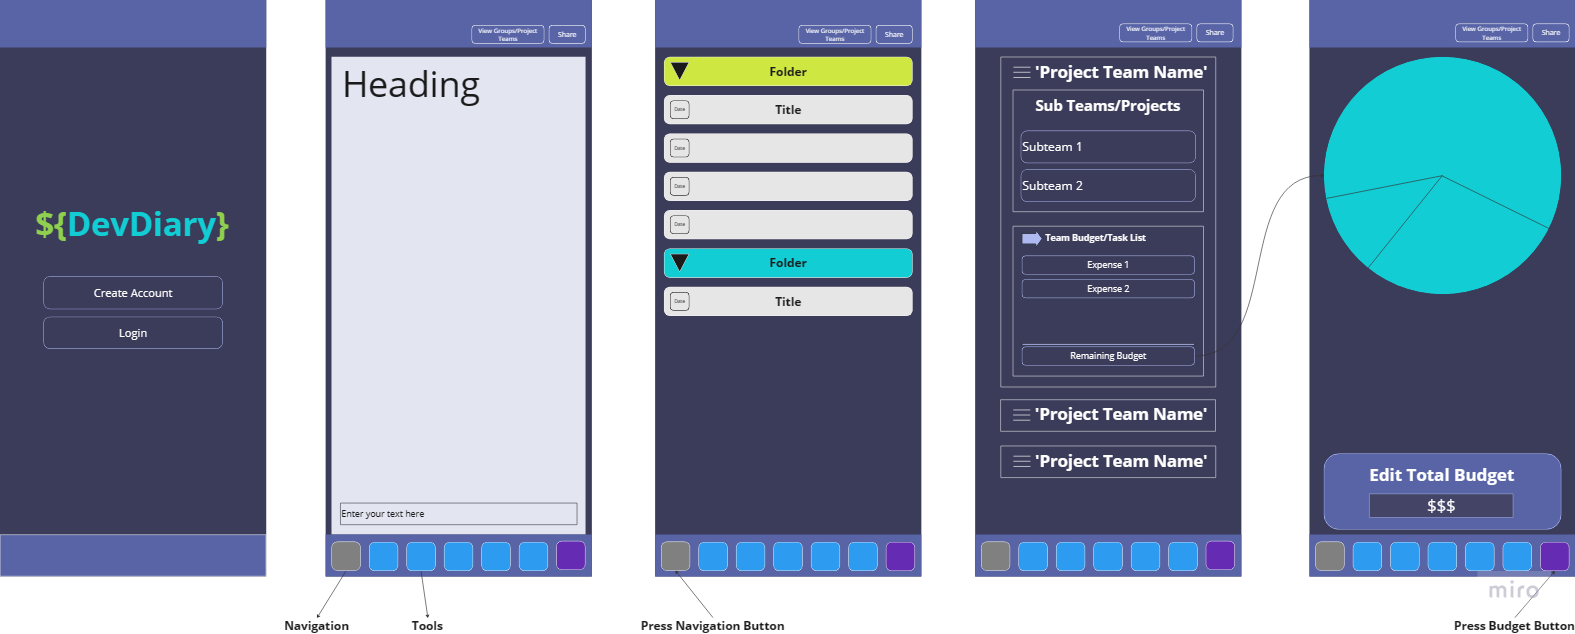 ${DevDiary}
Create Account
Login
View Groups/Project
Teams
Share
Heading
Enter your text here
Navigation
Tools
View Groups/Project
Teams
Share
Folder
Date
Title
Date
Date
Date
Folder
Date
Title
Press Navigation Button
View Groups/Project
Teams
Share
'Project Team Name'
Sub Teams/Projects
Subteam 1
Subteam 2
Team Budget/Task List
Expense 1
Expense 2
Remaining Budget
'Project Team Name'
'Project Team Name'
View Groups/Project
Teams
Share
Edit Total Budget
$$$
miro
Press Budget Button